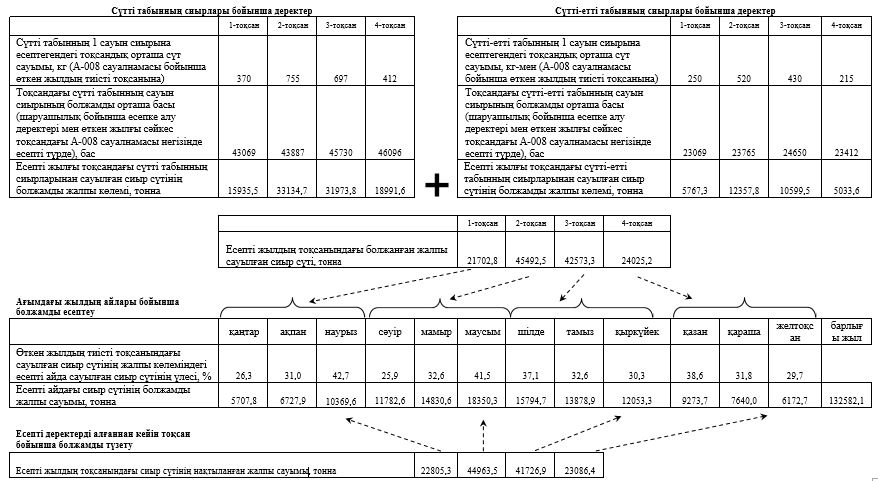 Сүтті табынның сиырлары бойынша деректер
1-тоқсан 2-тоқсан 3-тоқсан 4-тоқсан
Сүтті табынның 1 сауын сиырына
есептегендегі тоқсандық орташа сүт
сауымы, кг (А-008 сауалнамасы бойынша
өткен жылдың тиісті тоқсанына) 370 755 697 412
Тоқсандағы сүтті табынның сауын
сиырының болжамды орташа басы
(шаруашылық бойынша есепке алу
деректері мен өткен жылғы сәйкес
тоқсандағы А-008 сауалнамасы негізінде
есепті түрде), бас 43069 43887 45730 46096
Есепті жылғы тоқсандағы сүтті табынның
сиырларынан сауылған сиыр сүтінің
болжамды жалпы көлемі, тонна 15935,5 33134,7 31973,8 18991,6
+
Сүтті-етті табынның сиырлары бойынша деректер
1-тоқсан 2-тоқсан 3-тоқсан 4-тоқсан
Сүтті-етті табынның 1 сауын сиырына
есептегендегі тоқсандық орташа сүт
сауымы, кг-мен (А-008 сауалнамасы
бойынша өткен жылдың тиісті тоқсанына) 250 520 430 215
Тоқсандағы сүтті-етті табынның сауын
сиырының болжамды орташа басы
(шаруашылық бойынша есепке алу
деректері мен өткен жылғы сәйкес
тоқсандағы А-008 сауалнамасы негізінде
есепті түрде), бас 23069 23765 24650 23412
Есепті жылғы тоқсандағы сүтті-етті
табынның сиырларынан сауылған сиыр
сүтінің болжамды жалпы көлемі, тонна 5767,3 12357,8 10599,5 5033,6
1-тоқсан 2-тоқсан 3-тоқсан 4-тоқсан
Есепті жылдың тоқсанындағы болжанған жалпы
сауылған сиыр сүті, тонна 21702,8 45492,5 42573,3 24025,2
Ағымдағы жылдың айлары бойынша
болжамды есептеу
қаңтар ақпан наурыз сәуір мамыр маусым шілде тамыз қыркүйек қазан қараша желтоқс
ан барлығ
ы жыл
Өткен жылдың тиісті тоқсанындағы
сауылған сиыр сүтінің жалпы көлеміндегі
есепті айда сауылған сиыр сүтінің үлесі, % 26,3 31,0 42,7 25,9 32,6 41,5 37,1 32,6 30,3 38,6 31,8 29,7
Есепті айдағы сиыр сүтінің болжамды
жалпы сауымы, тонна 5707,8 6727,9 10369,6 11782,6 14830,6 18350,3 15794,7 13878,9 12053,3 9273,7 7640,0 6172,7 132582,1
Есепті деректерді алғаннан кейін тоқсан
бойынша болжамды түзету
Есепті жылдың тоқсанындағы сиыр сүтінің нақтыланған жалпы сауымы, тонна 22805,3 44963,5 41726,9 23086,4